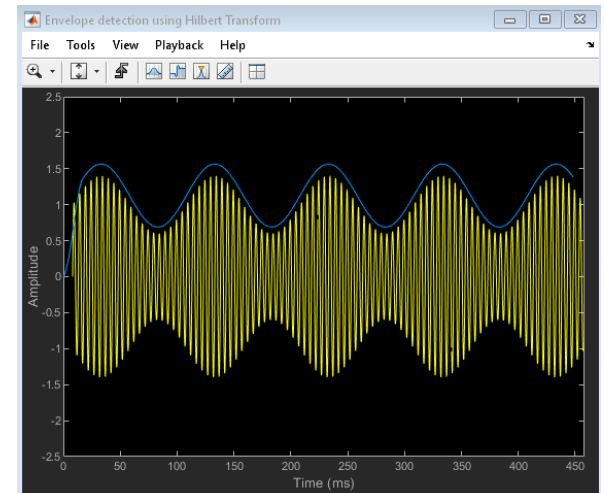 Envelope detection using Hilbert Transform
File Tools View Playback Help
2.5
2
1.5
1
0.5
0
-0.5
-1
-1.5
-2
-2.5
Amplitude
0 50 100 150 200 250 300 350 400 450
Time (ms)